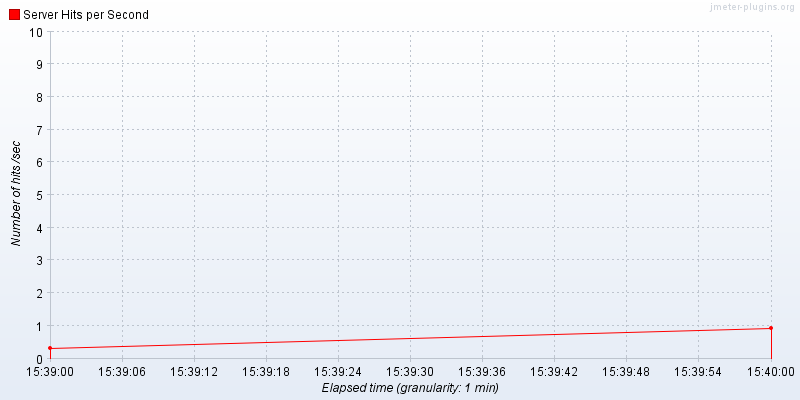 Server Hits per Second
jmeter-plugins.org
10
9
8
7
6
5
4
3
2
1
0
Number of hits /sec
15:39:00 15:39:06 15:39:12 15:39:18 15:39:24 15:39:30 15:39:36 15:39:42 15:39:48 15:39:54 15:40:00
Elapsed time (granularity: 1 min)